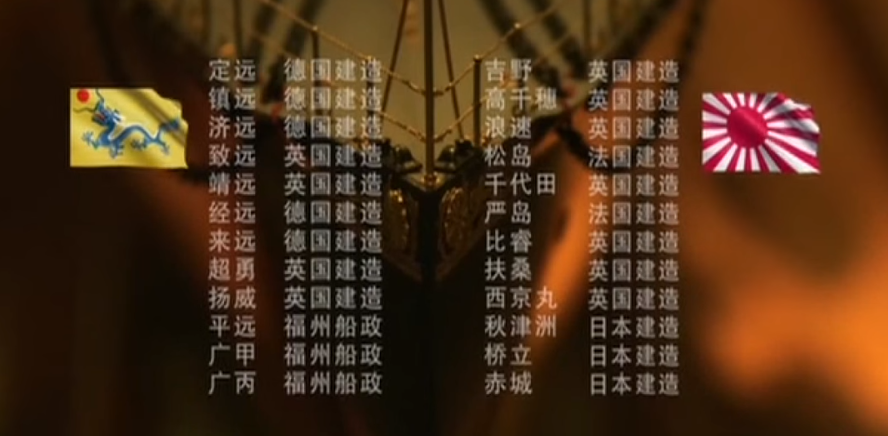 定远 德国建造 吉野 英国建造
镇远 德国建造 高千穗 英国建造
济远 德国建造 浪速 英国建造
致远 英国建造 松岛 法国建造
靖远 英国建造 千代田 英国建造
经远 德国建造 严岛 法国建造
来远 德国建造 比睿 英国建造
超勇 英国建造 扶桑 英国建造
扬威 英国建造 西京丸 英国建造
平远 福州船政 秋津洲 日本建造
广甲 福州船政 桥立 日本建造
广丙 福州船政 赤城 日本建造